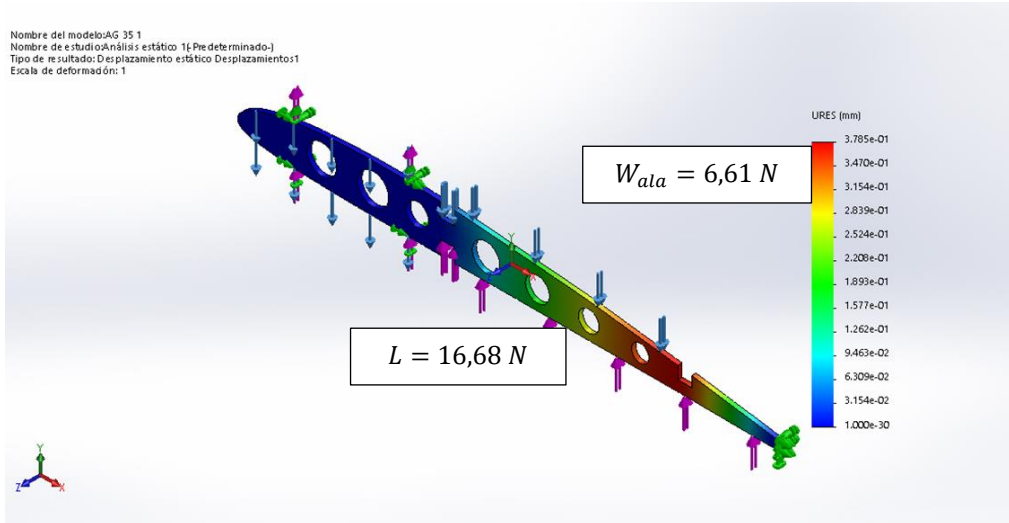 Nombre del modelo:AG 35 1
Nombre de estudio:Análisis estático 1(-Predeterminado-)
Tipo de resultado: Desplazamiento estático Desplazamientos1
Escala de deformación: 1
URES (mm)
3.785e-01
3.470e-01
3.154e-01
2.839e-01
2.524e-01
2.208e-01
1.893e-01
1.577e-01
1.262e-01
9.463e-02
6.309e-02
3.154e-02
1.000e-30
W_ala = 6,61 N
L = 16,68 N
Y
X
Z
Y
X